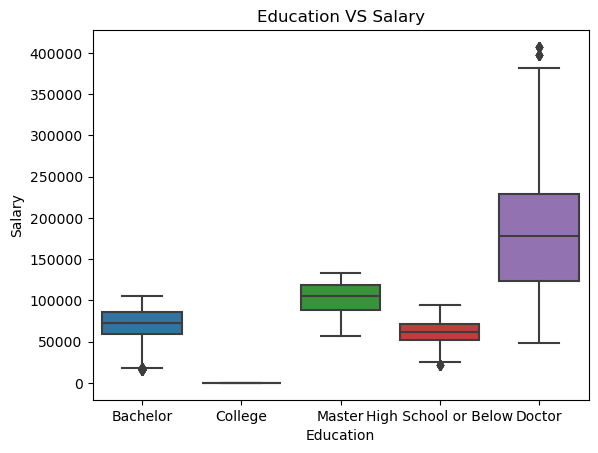 Education VS Salary
Salary
400000
350000
300000
250000
200000
150000
100000
50000
0
Bachelor
College
Master
High School or Below
Doctor
Education